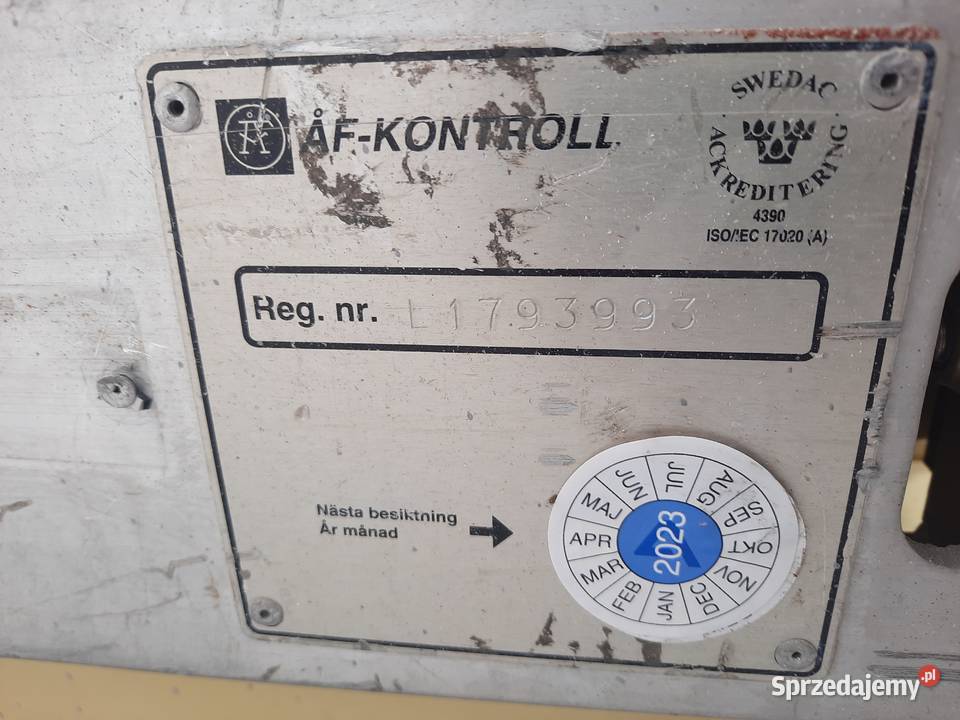 ÅF-KONTROLL
SWEDAC
ACKREDITERING
4390
ISO/IEC 17020 (A)
Reg. nr. L1793993
Nästa besiktning
År månad
JAN FEB MAR APR MAJ JUN JUL AUG SEP OKT NOV DEC
2023
Sprzedajemy.pl